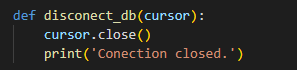 def disconect_db(cursor):
    cursor.close()
    print('Conection closed.')